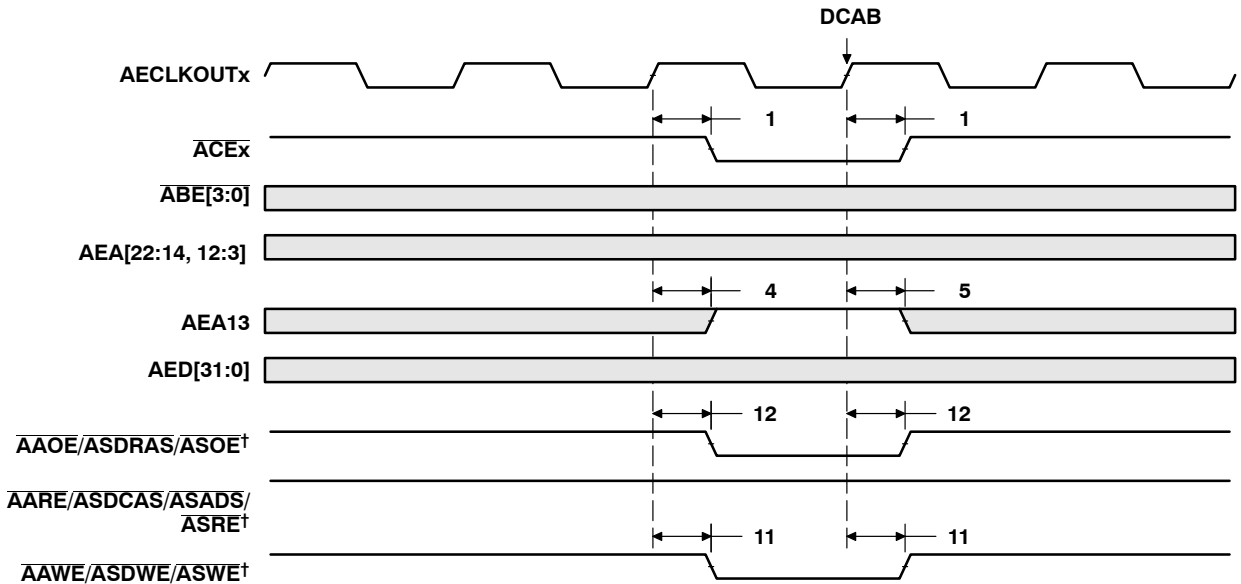 DCAB
AECLKOUTx
1 1
ACEx
ABE[3:0]
AEA[22:14, 12:3]
4 5
AEA13
AED[31:0]
12 12
AAOE/ASDRAS/ASOE†
AARE/ASDCAS/ASADS/
ASRE†
11 11
AAWE/ASDWE/ASWE†